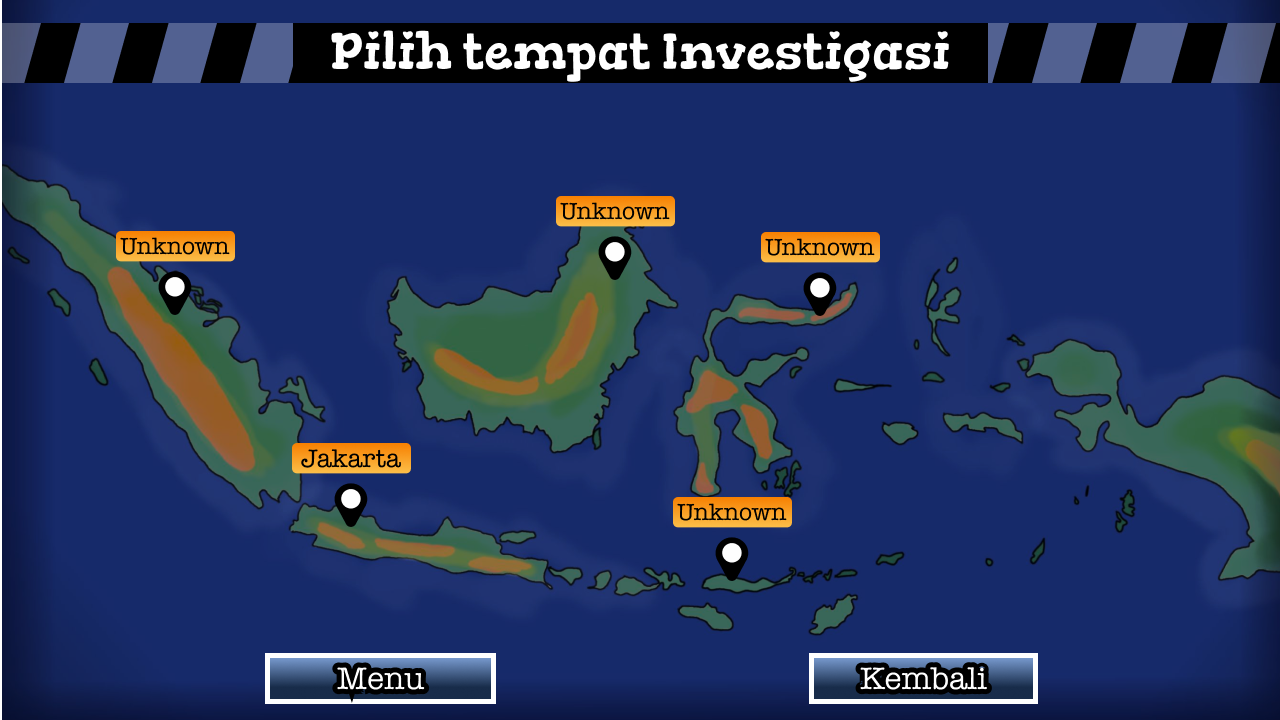 Pilih tempat Investigasi
Unknown
Unknown
Unknown
Jakarta
Unknown
Menu
Kembali